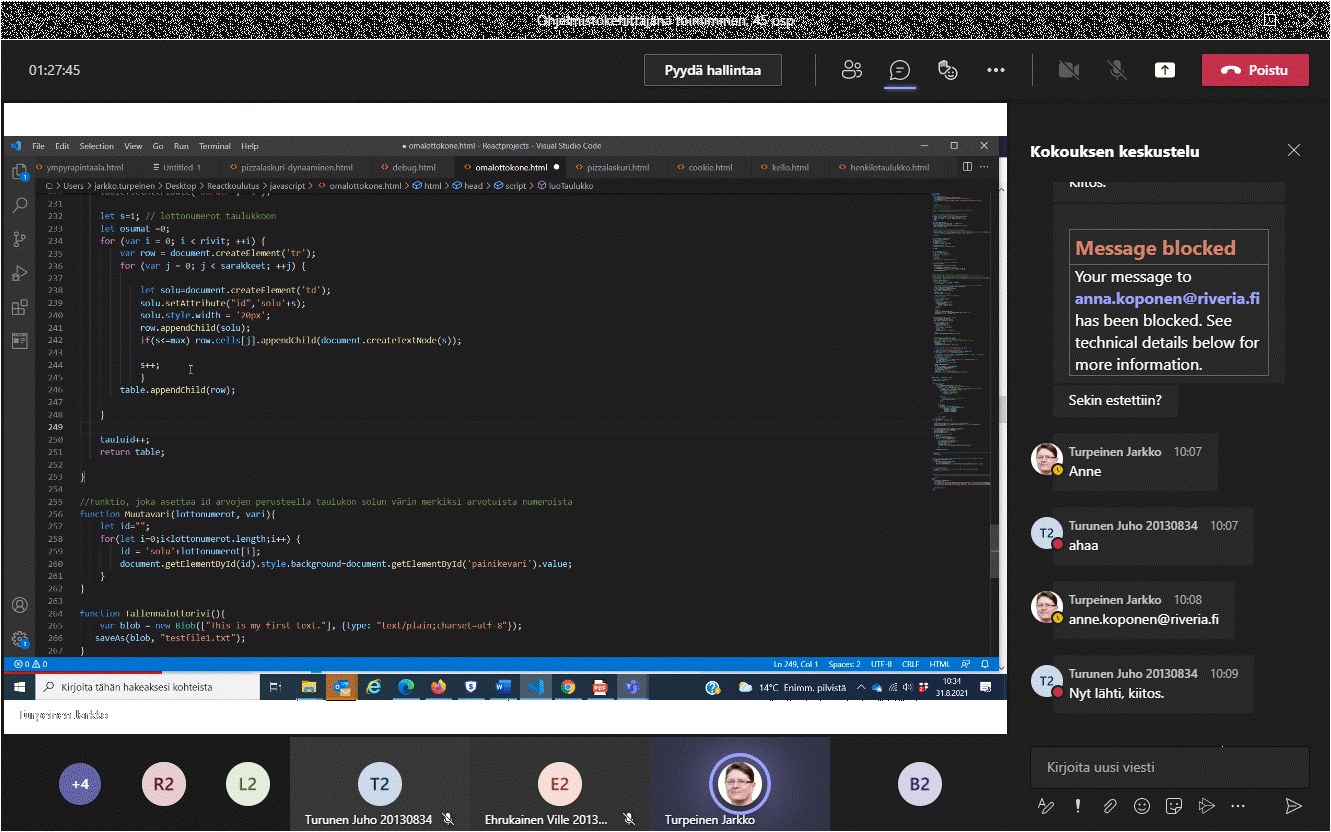 Ohjelmistokehittäjänä toimiminen, 45 osp
01:27:45
Pyydä hallintaa
Poistu
File Edit Selection View Go Run Terminal Help
● omalottokone.html - Reactprojects - Visual Studio Code
ympyrapintaala.html
Untitled-1
pizzalaskuri-dynaaminen.html
debug.html
omalottokone.html ●
pizzalaskuri.html
cookie.html
kello.html
henkilotaulukko.html
C: > Users > jarkko.turpeinen > Desktop > Reactkoulutus > javascript > omalottokone.html > html > head > script > luoTaulukko
231
232 let s=1; // lottonumerot taulukkoon
233 let osumat =0;
234 for (var i = 0; i < rivit; ++i) {
235 var row = document.createElement('tr');
236 for (var j = 0; j < sarakkeet; ++j) {
237
238 let solu=document.createElement('td');
239 solu.setAttribute("id",'solu'+s);
240 solu.style.width = '20px';
241 row.appendChild(solu);
242 if(s<=max) row.cells[j].appendChild(document.createTextNode(s));
243
244 s++;
245 }
246 table.appendChild(row);
247
248 }
249
250 tauluid++;
251 return table;
252
253 }
254
255 //funktio, joka asettaa id arvojen perusteella taulukon solun värin merkiksi arvotuista numeroista
256 function Muutavari(lottonumerot, vari){
257 let id="";
258 for(let i=0;i<lottonumerot.length;i++) {
259 id = 'solu'+lottonumerot[i];
260 document.getElementById(id).style.background=document.getElementById('painikevari').value;
261 }
262 }
263
264 function Tallennalottorivi(){
265 var blob = new Blob(["This is my first text."], {type: "text/plain;charset=utf-8"});
266 saveAs(blob, "testfile1.txt");
267 }
0 0
Ln 249, Col 1 Spaces: 2 UTF-8 CRLF HTML
Kirjoita tähän hakeaksesi kohteista
14°C Enimm. pilvistä
10:34
31.8.2021
Turpeinen Jarkko
+4
R2
L2
T2
Turunen Juho 20130834
E2
Ehrukainen Ville 2013...
Turpeinen Jarkko
B2
Kokouksen keskustelu
Kiitos.
Message blocked
Your message to
anna.koponen@riveria.fi
has been blocked. See
technical details below for
more information.
Sekin estettiin?
Turpeinen Jarkko 10:07
Anne
T2
Turunen Juho 20130834 10:07
ahaa
Turpeinen Jarkko 10:08
anne.koponen@riveria.fi
T2
Turunen Juho 20130834 10:09
Nyt lähti, kiitos.
Kirjoita uusi viesti